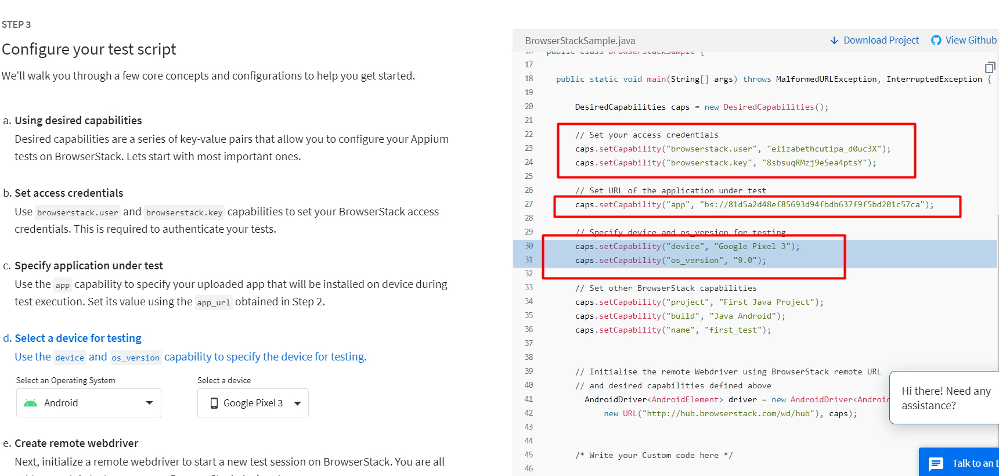 STEP 3
Configure your test script
We'll walk you through a few core concepts and configurations to help you get started.
a. Using desired capabilities
Desired capabilities are a series of key-value pairs that allow you to configure your Appium
tests on BrowserStack. Lets start with most important ones.
b. Set access credentials
Use browserstack.user and browserstack.key capabilities to set your BrowserStack access
credentials. This is required to authenticate your tests.
c. Specify application under test
Use the app capability to specify your uploaded app that will be installed on device during
test execution. Set its value using the app_url obtained in Step 2.
d. Select a device for testing
Use the device and os_version capability to specify the device for testing.
Select an Operating System Select a device
Android Google Pixel 3
e. Create remote webdriver
Next, initialize a remote webdriver to start a new test session on BrowserStack. You are all
BrowserStackSample.java Download Project View Github
16 public class BrowserStackSample {
17
18 public static void main(String[] args) throws MalformedURLException, InterruptedException {
19
20 DesiredCapabilities caps = new DesiredCapabilities();
21
22 // Set your access credentials
23 caps.setCapability("browserstack.user", "elizabethcutipa_d0uc3X");
24 caps.setCapability("browserstack.key", "8sbsuqRMzj9eSea4ptsY");
25
26 // Set URL of the application under test
27 caps.setCapability("app", "bs://81d5a2d48ef85693d94fbdb637f9f5bd201c57ca");
28
29 // Specify device and os_version for testing
30 caps.setCapability("device", "Google Pixel 3");
31 caps.setCapability("os_version", "9.0");
32
33 // Set other BrowserStack capabilities
34 caps.setCapability("project", "First Java Project");
35 caps.setCapability("build", "Java Android");
36 caps.setCapability("name", "first_test");
37
38
39 // Initialise the remote Webdriver using BrowserStack remote URL
40 // and desired capabilities defined above
41 AndroidDriver<AndroidElement> driver = new AndroidDriver<Android
42 new URL("http://hub.browserstack.com/wd/hub"), caps);
43
44
45 /* Write your Custom code here */
46
Hi there! Need any
assistance?
Talk to an E